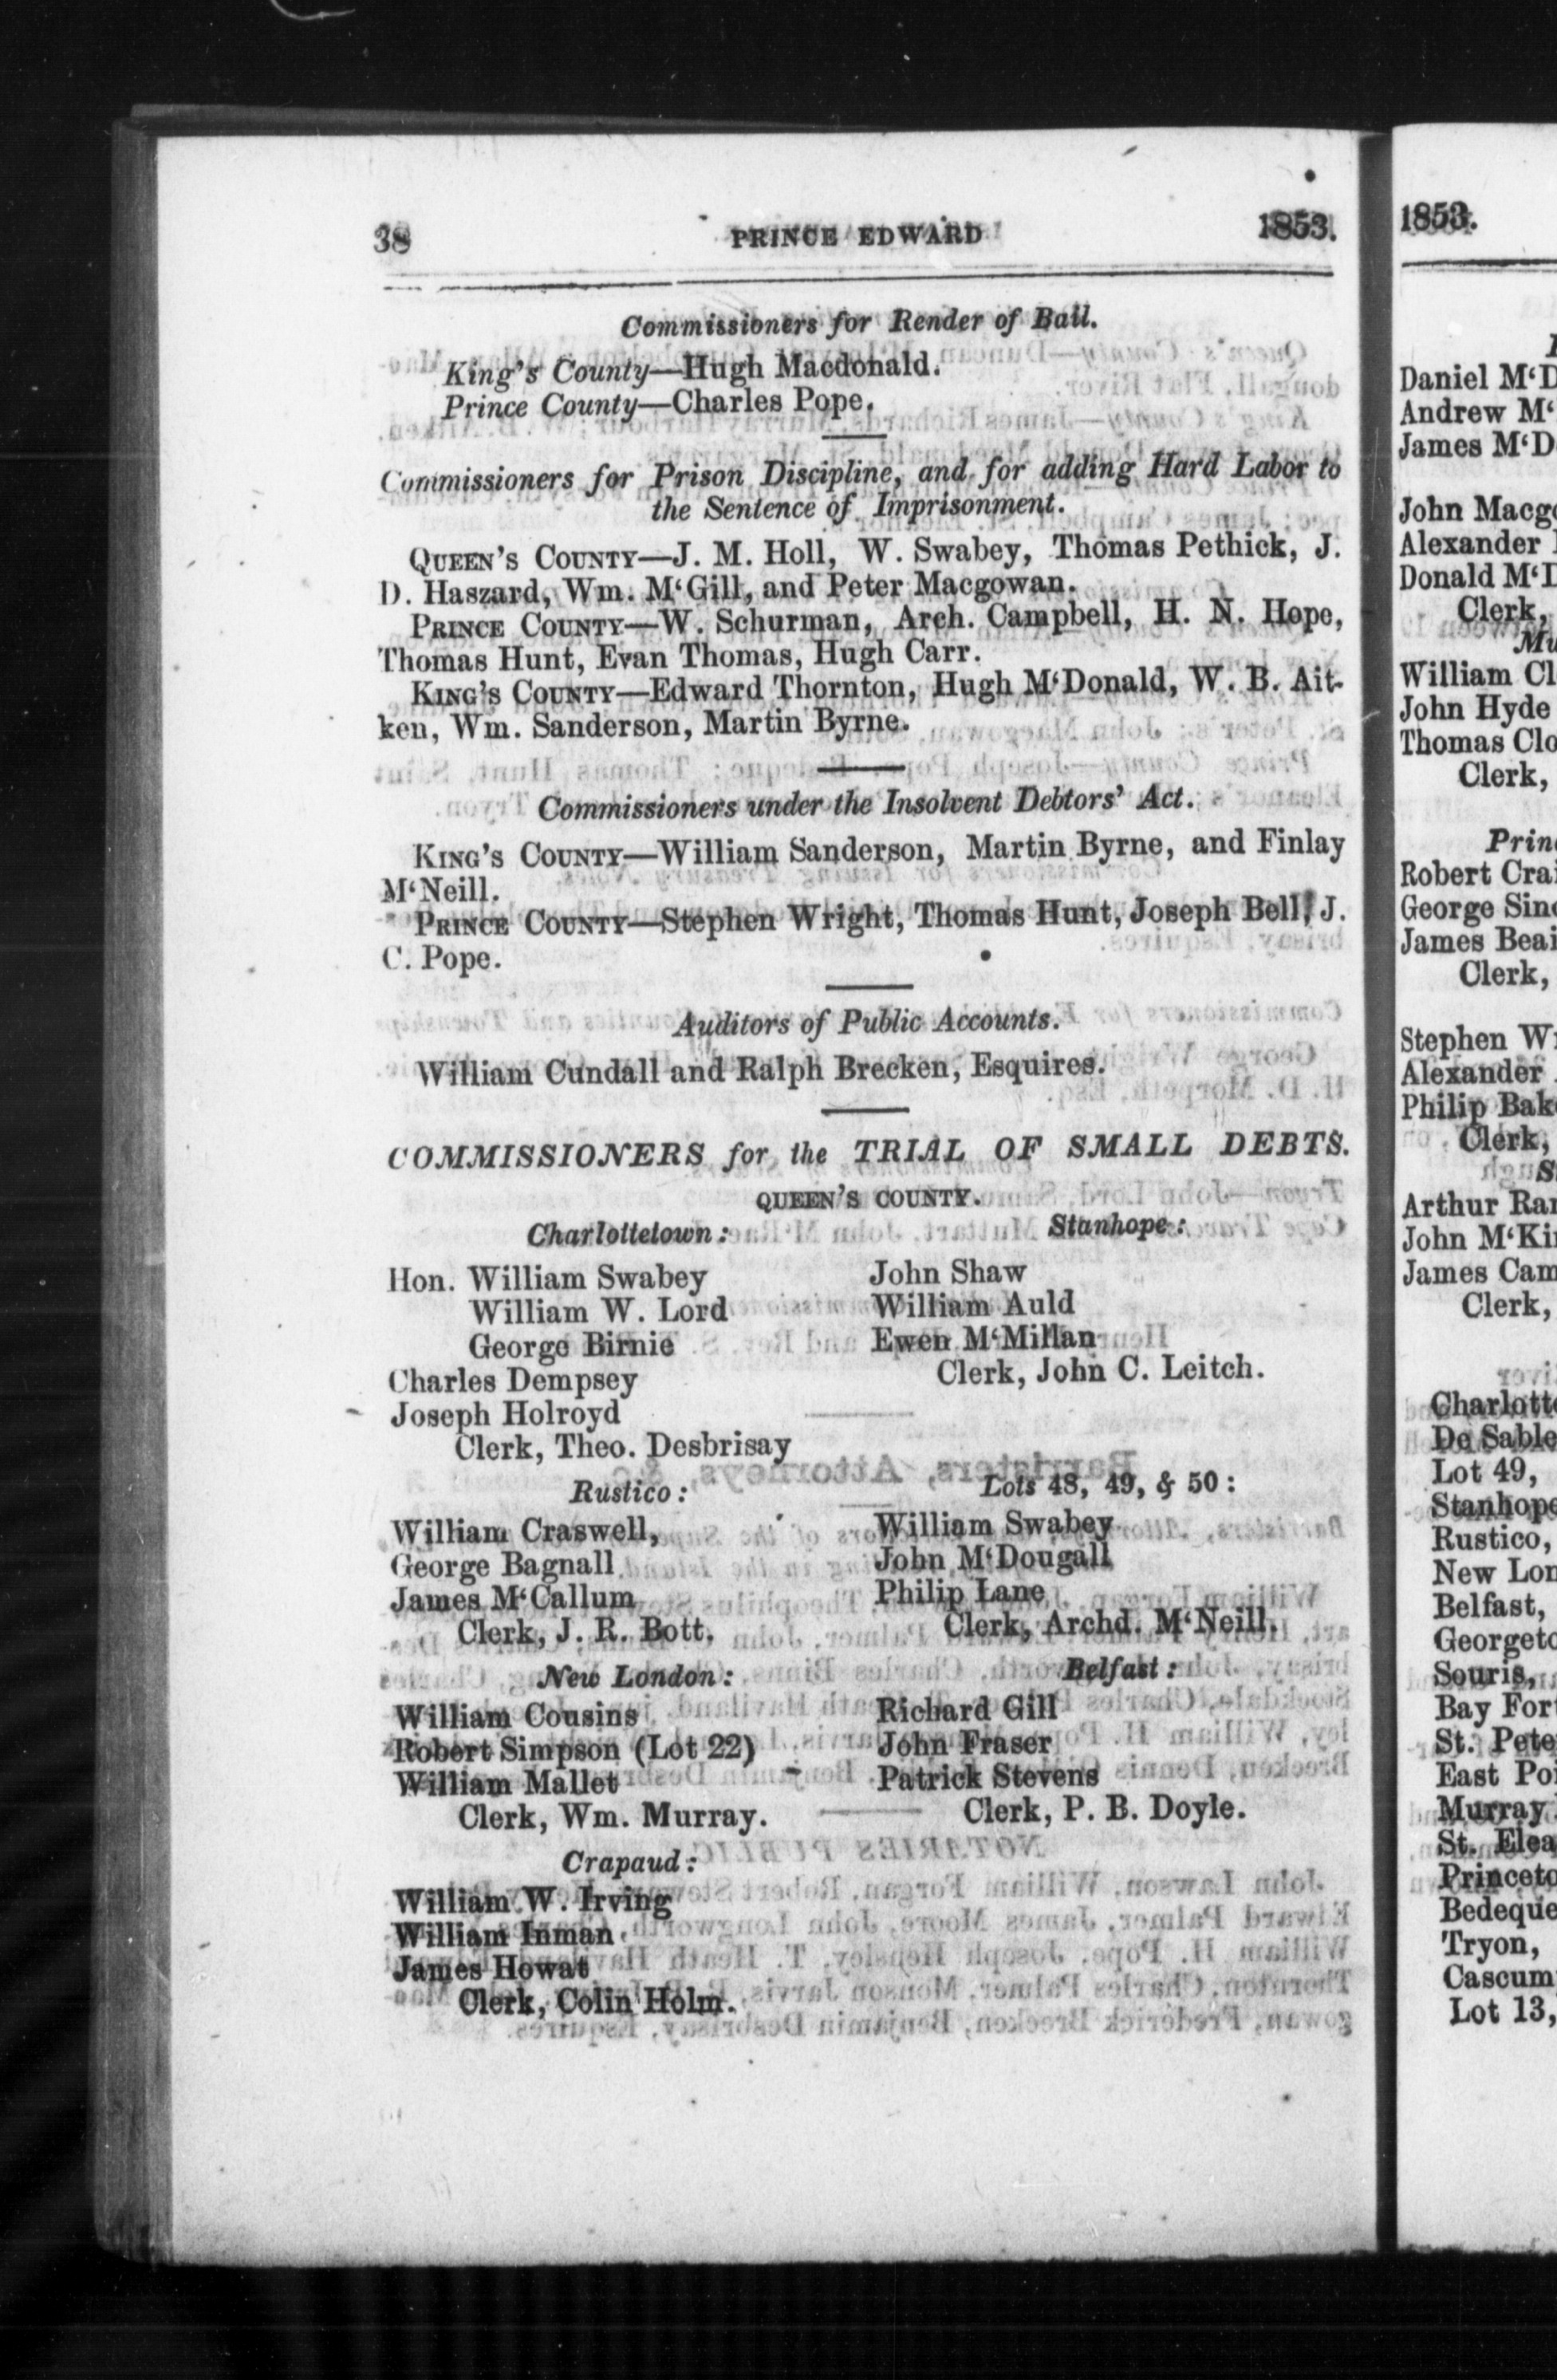 38 PRINCE EDWARD 1853.
Commissioners for Render of Bail.
King's County—Hugh Macdonald.
Prince County—Charles Pope.
Commissioners for Prison Discipline, and for adding Hard Labor to
the Sentence of Imprisonment.
QUEEN'S COUNTY—J. M. Holl, W. Swabey, Thomas Pethick, J.
D. Haszard, Wm. M‘Gill, and Peter Macgowan.
PRINCE COUNTY—W. Schurman, Arch. Campbell, H. N. Hope,
Thomas Hunt, Evan Thomas, Hugh Carr.
KING'S COUNTY—Edward Thornton, Hugh M‘Donald, W. B. Ait-
ken, Wm. Sanderson, Martin Byrne.
Commissioners under the Insolvent Debtors' Act.
KING'S COUNTY—William Sanderson, Martin Byrne, and Finlay
M‘Neill.
PRINCE COUNTY—Stephen Wright, Thomas Hunt, Joseph Bell, J.
C. Pope.
Auditors of Public Accounts.
William Cundall and Ralph Brecken, Esquires.
COMMISSIONERS for the TRIAL OF SMALL DEBTS.
QUEEN'S COUNTY.
Charlottetown:
Hon. William Swabey
William W. Lord
George Birnie
Charles Dempsey
Joseph Holroyd
Clerk, Theo. Desbrisay
Stanhope:
John Shaw
William Auld
Ewen M‘Millan
Clerk, John C. Leitch.
Rustico:
William Craswell,
George Bagnall
James M‘Callum
Clerk, J. R. Bott.
Lots 48, 49, & 50:
William Swabey
John M‘Dougall
Philip Lane
Clerk, Archd. M‘Neill.
New London:
William Cousins
Robert Simpson (Lot 22)
William Mallet
Clerk, Wm. Murray.
Belfast:
Richard Gill
John Fraser
Patrick Stevens
Clerk, P. B. Doyle.
Crapaud:
William W. Irving
William Inman
James Howat
Clerk, Colin Holm.
1853.
Daniel M‘D
Andrew M‘
James M‘D
John Macg
Alexander
Donald M‘
Clerk,
William Cl
John Hyde
Thomas Clo
Clerk,
Prin
Robert Crai
George Sin
James Beai
Clerk,
Stephen W
Alexander
Philip Bak
Clerk,
S
Arthur Ra
John M‘Ki
James Cam
Clerk,
Charlott
De Sable
Lot 49,
Stanhope
Rustico,
New Lon
Belfast,
Georgeto
Souris,
Bay For
St. Pete
East Poi
Murray
St. Elea
Princeto
Bedeque
Tryon,
Cascum
Lot 13,